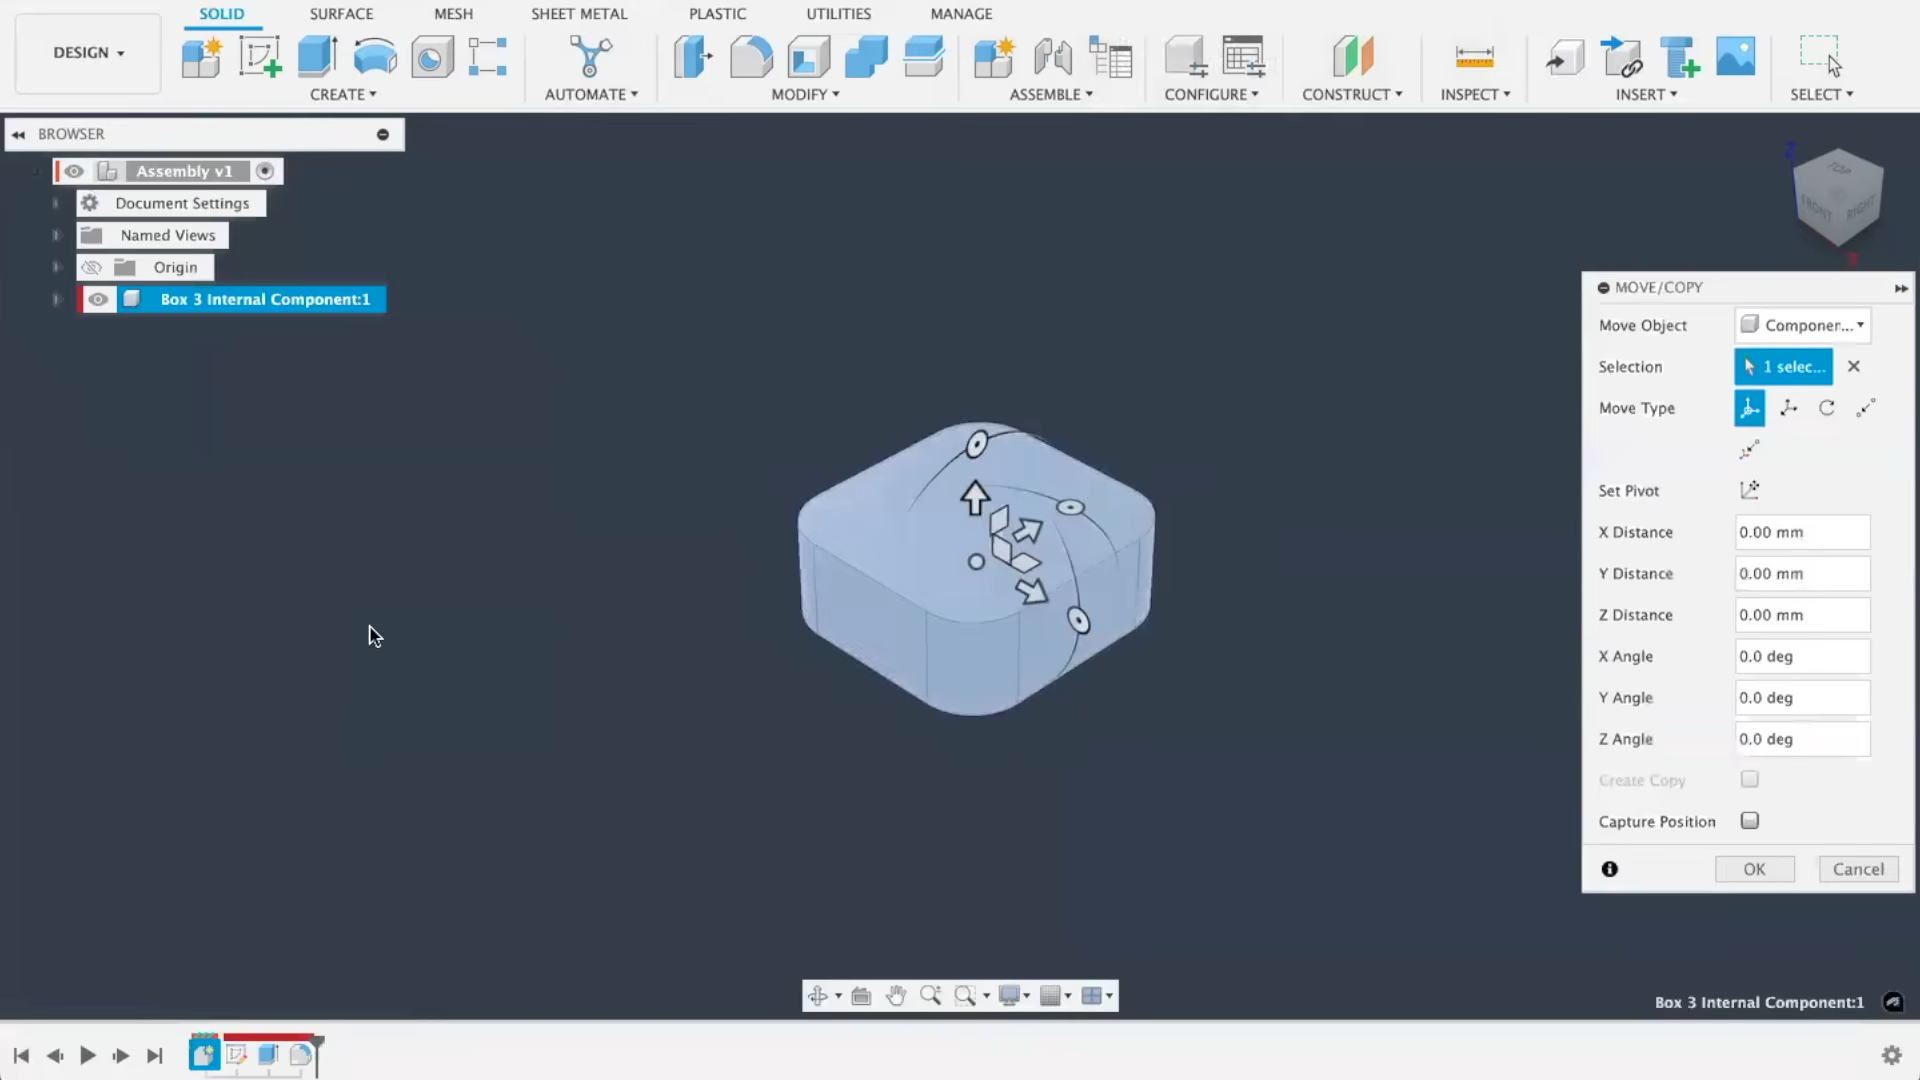 SOLID SURFACE MESH SHEET METAL PLASTIC UTILITIES MANAGE
DESIGN
CREATE AUTOMATE MODIFY ASSEMBLE CONFIGURE CONSTRUCT INSPECT INSERT SELECT
BROWSER
Assembly v1
Document Settings
Named Views
Origin
Box 3 Internal Component:1
Z
TOP
FRONT RIGHT
X
MOVE/COPY
Move Object Componer...
Selection 1 selec...
Move Type
Set Pivot
X Distance 0.00 mm
Y Distance 0.00 mm
Z Distance 0.00 mm
X Angle 0.0 deg
Y Angle 0.0 deg
Z Angle 0.0 deg
Create Copy
Capture Position
OK Cancel
Box 3 Internal Component:1